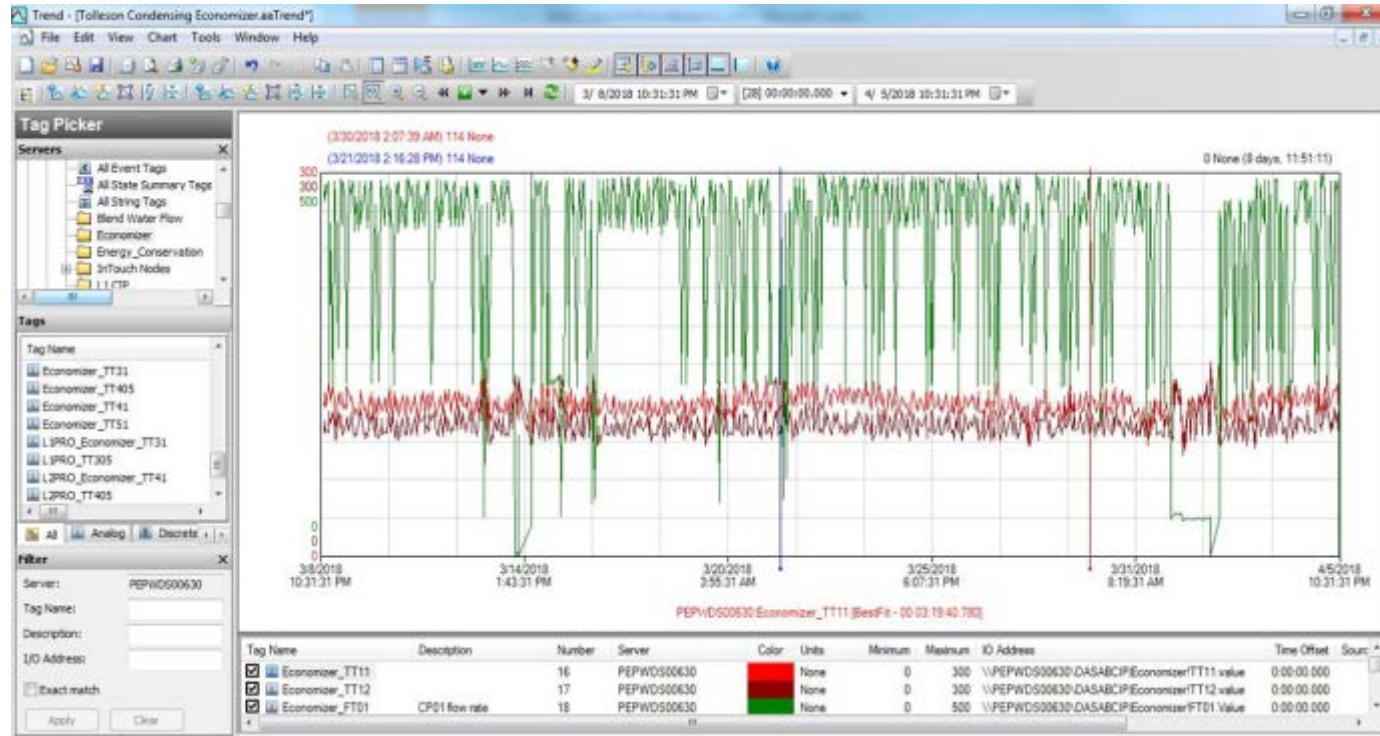 Trend - [Tolleson Condensing Economizer.aaTrend*]
File Edit View Chart Tools Window Help
3/ 8/2018 10:31:31 PM [28] 00:00:00.000 4/ 5/2018 10:31:31 PM
Tag Picker
Servers X
All Event Tags
All State Summary Tags
All String Tags
Blend Water Flow
Economizer
Energy_Conservation
InTouch Nodes
L1 CIP
Tags
Tag Name
Economizer_TT31
Economizer_TT405
Economizer_TT41
Economizer_TT51
L1PRO_Economizer_TT31
L1PRO_TT305
L2PRO_Economizer_TT41
L2PRO_TT405
All Analog Discrete
Filter X
Server: PEPWDS00630
Tag Name:
Description:
I/O Address:
Exact match
Apply Clear
(3/30/2018 2:07:39 AM) 114 None
(3/21/2018 2:16:28 PM) 114 None 0 None (8 days, 11:51:11)
300
300
500
0
0
0
3/8/2018 3/14/2018 3/20/2018 3/25/2018 3/31/2018 4/5/2018
10:31:31 PM 1:43:31 PM 3:55:31 AM 6:07:31 PM 8:19:31 AM 10:31:31 PM
PEPWDS00630:Economizer_TT11 [BestFit - 00 03:19:40.780]
Tag Name Description Number Server Color Units Minimum Maximum IO Address Time Offset Sourc
Economizer_TT11 16 PEPWDS00630 None 0 300 \\PEPWDS00630\DASABCIP|Economizer!TT11.value 0:00:00.000
Economizer_TT12 17 PEPWDS00630 None 0 300 \\PEPWDS00630\DASABCIP|Economizer!TT12.value 0:00:00.000
Economizer_FT01 CP01 flow rate 18 PEPWDS00630 None 0 500 \\PEPWDS00630\DASABCIP|Economizer!FT01.Value 0:00:00.000